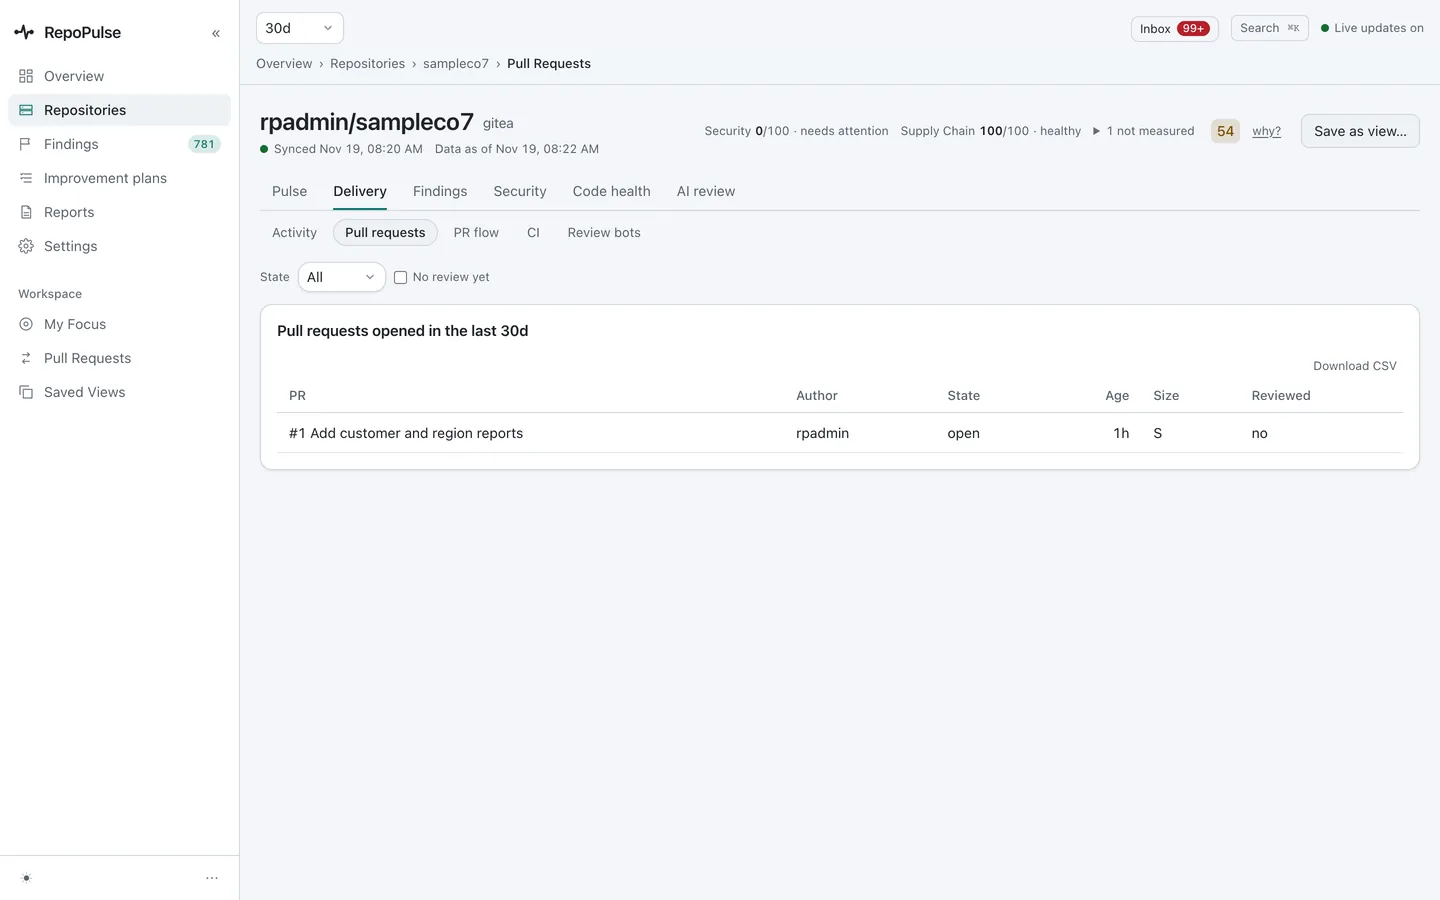 RepoPulse
«
Overview
Repositories
Findings 781
Improvement plans
Reports
Settings
Workspace
My Focus
Pull Requests
Saved Views
...
30d
Inbox 99+
Search ⌘K
Live updates on
Overview › Repositories › sampleco7 › Pull Requests
rpadmin/sampleco7 gitea
Synced Nov 19, 08:20 AM Data as of Nov 19, 08:22 AM
Security 0/100 · needs attention Supply Chain 100/100 · healthy ▶ 1 not measured 54 why?
Save as view...
Pulse Delivery Findings Security Code health AI review
Activity Pull requests PR flow CI Review bots
State All No review yet
Pull requests opened in the last 30d
Download CSV
PR Author State Age Size Reviewed
#1 Add customer and region reports rpadmin open 1h S no